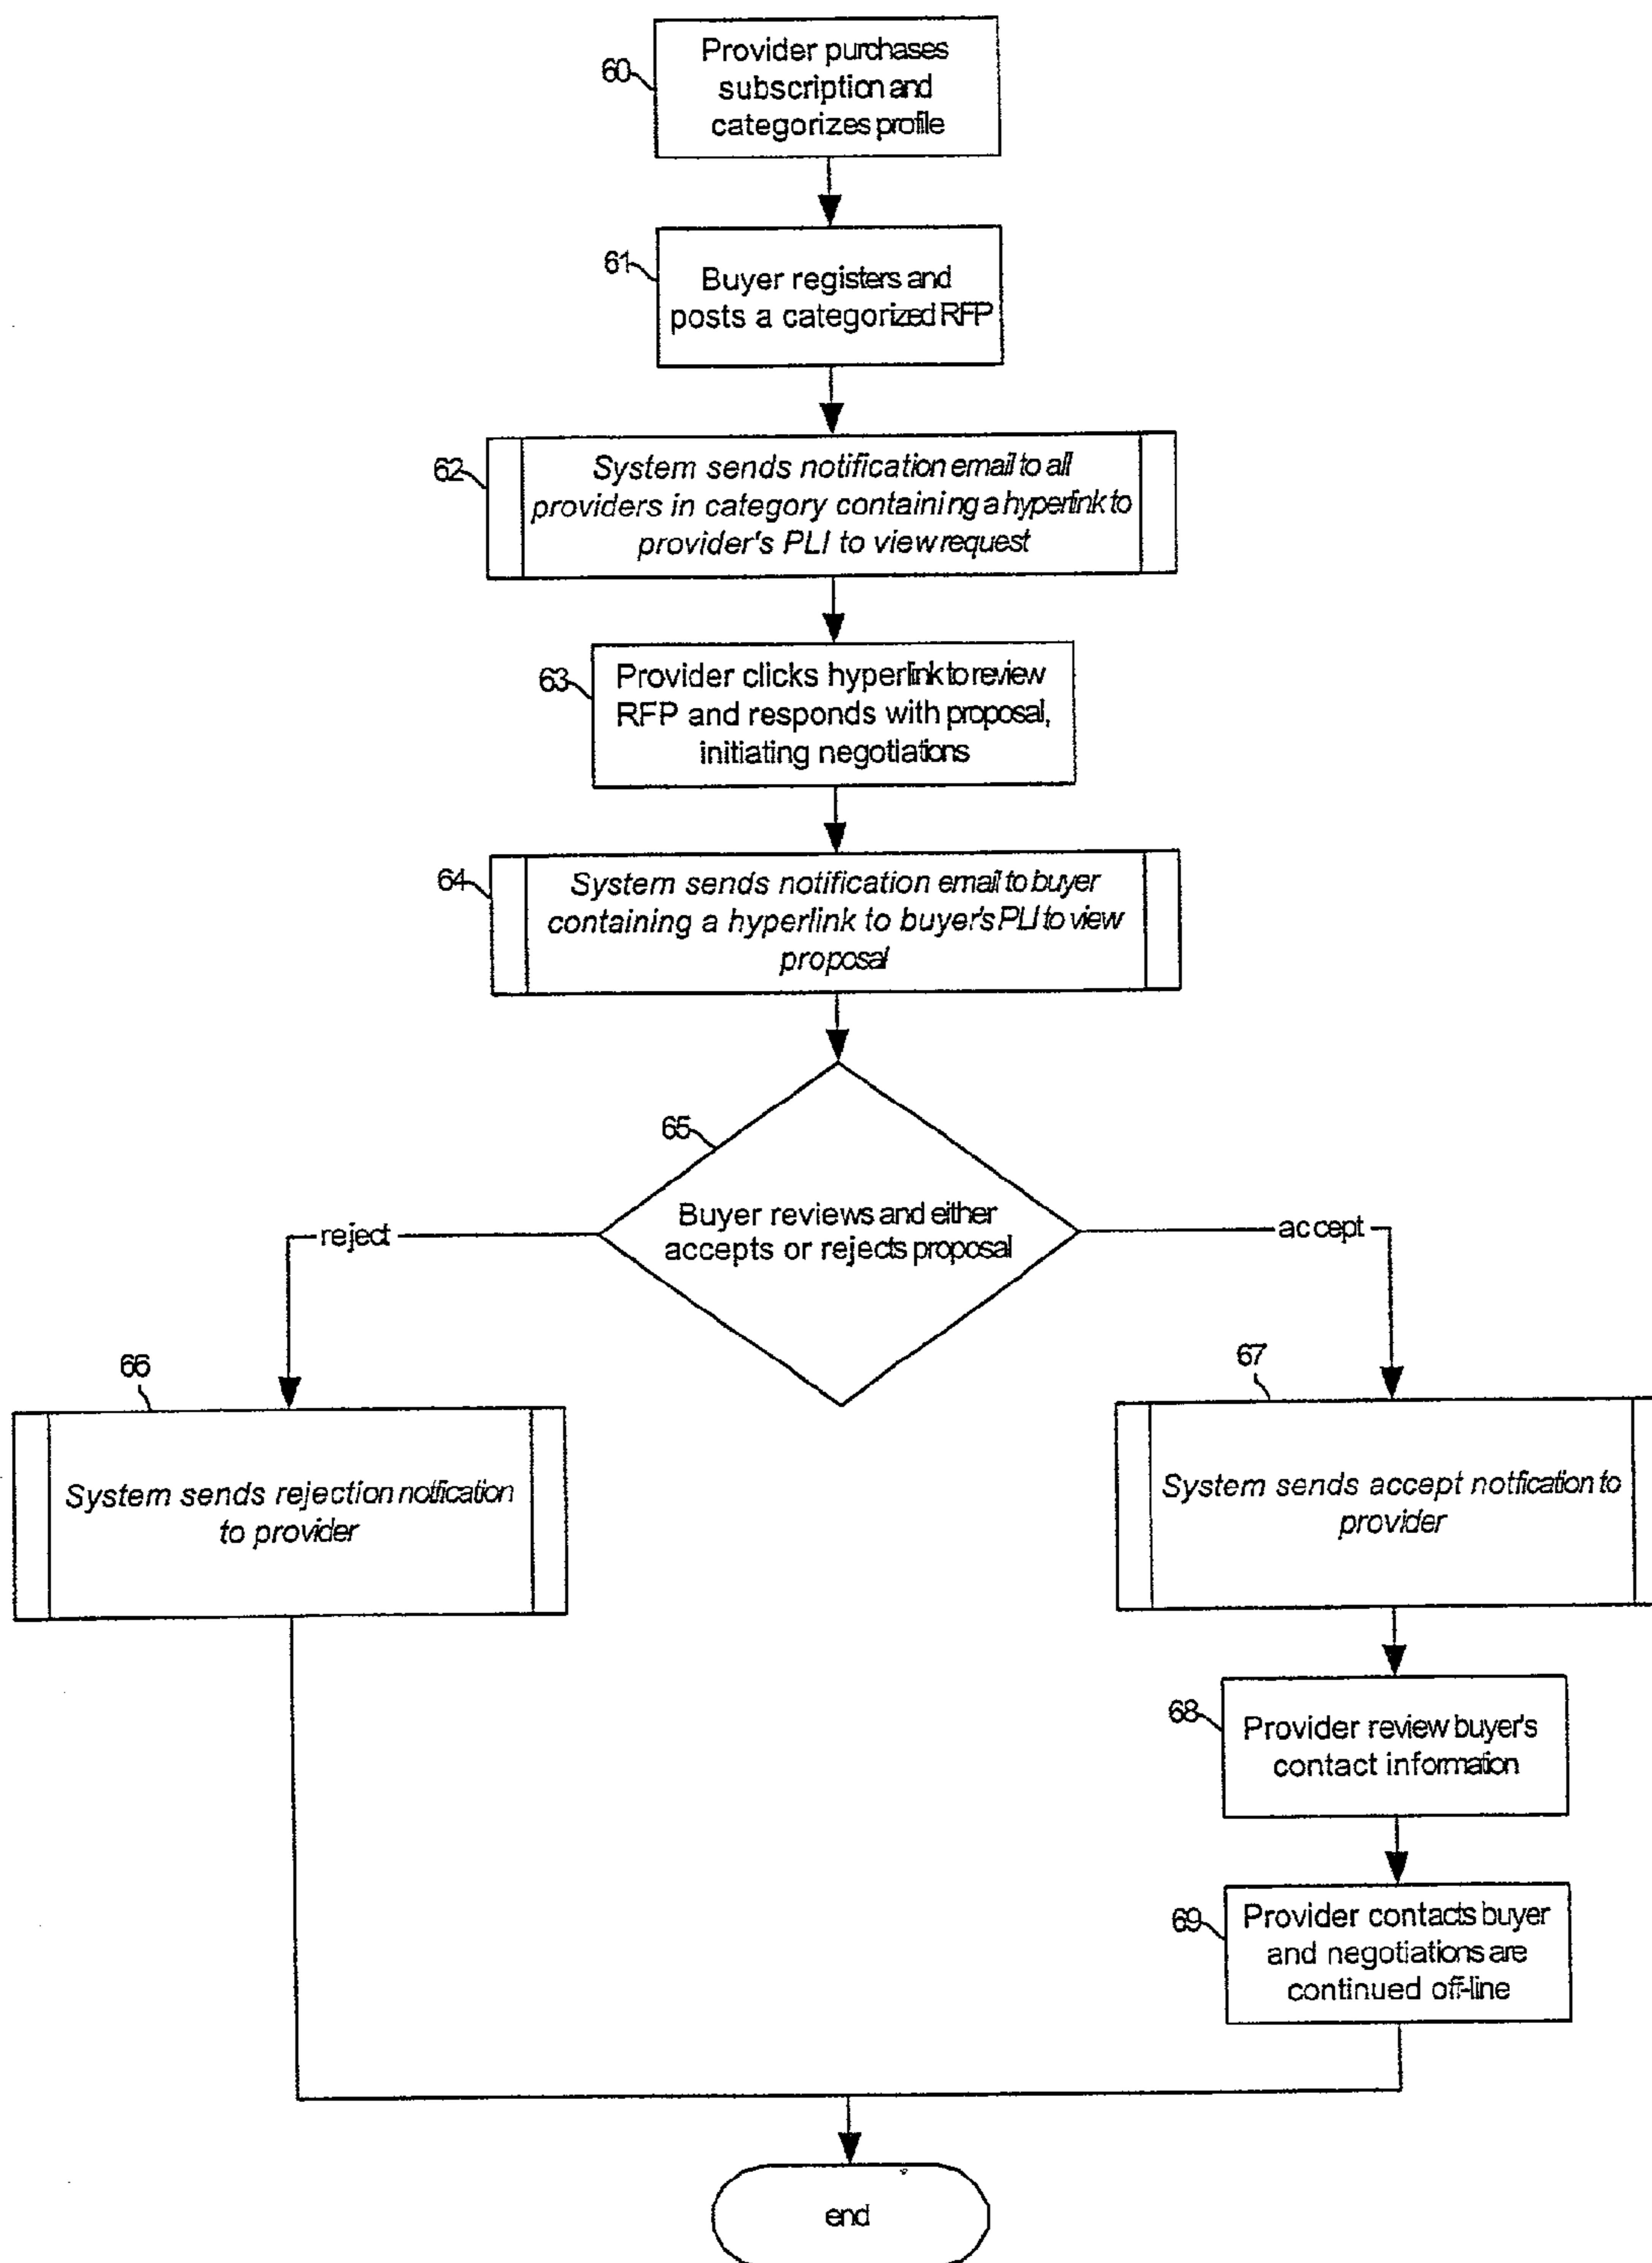 60
Provider purchases
subscription and
categorizes profile
61
Buyer registers and
posts a categorized RFP
62
System sends notification email to all
providers in category containing a hyperlink to
provider's PLI to view request
63
Provider clicks hyperlink to review
RFP and responds with proposal,
initiating negotiations
64
System sends notification email to buyer
containing a hyperlink to buyer's PLI to view
proposal
65
Buyer reviews and either
accepts or rejects proposal
reject
accept
66
System sends rejection notification
to provider
67
System sends accept notification to
provider
68
Provider review buyer's
contact information
69
Provider contacts buyer
and negotiations are
continued off-line
end